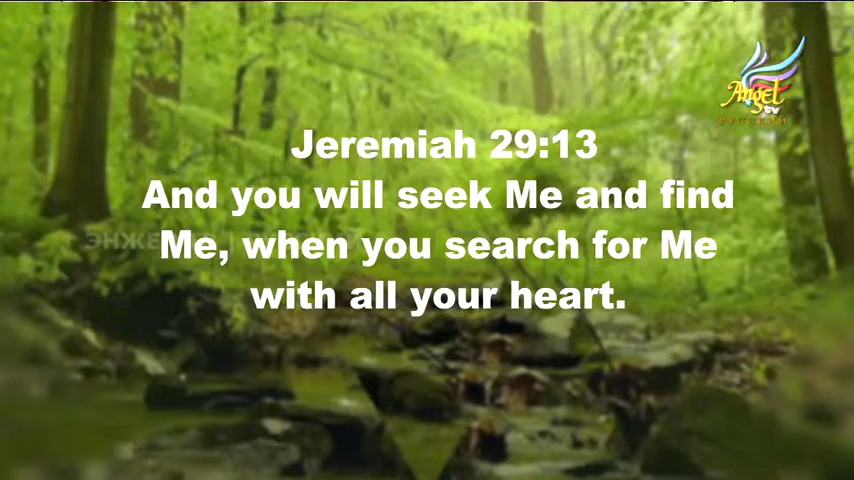 Angel
tv
РУССКИЙ
Jeremiah 29:13
And you will seek Me and find
Me, when you search for Me
with all your heart.